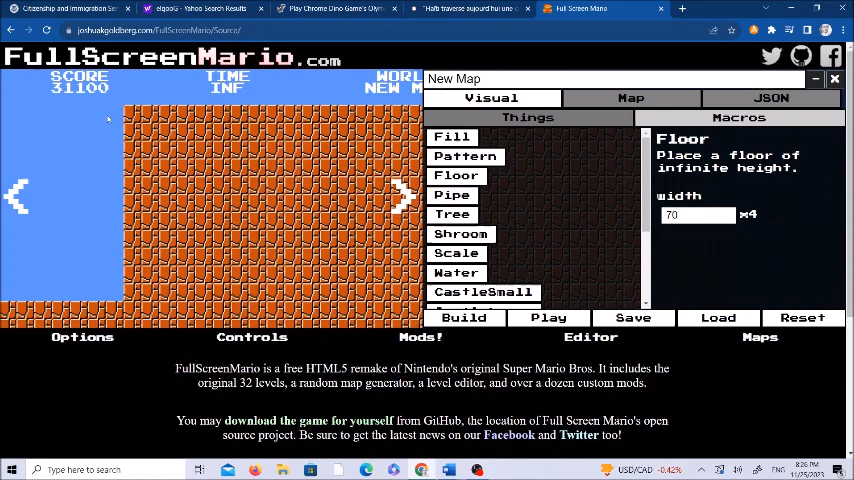 Citizenship and Immigration Serv
elgooG - Yahoo Search Results
Play Chrome Dino Game's Olymp
"Haïti traverse aujourd'hui une c
Full Screen Mario
joshuakgoldberg.com/FullScreenMario/Source/
FullScreenMario.com
SCORE
31100
TIME
INF
WORL
NEW M
New Map
Visual
Map
JSON
Things
Macros
Fill
Pattern
Floor
Pipe
Tree
Shroom
Scale
Water
CastleSmall
Floor
Place a floor of
infinite height.
width
70
x4
Build
Play
Save
Load
Reset
Options
Controls
Mods!
Editor
Maps
FullScreenMario is a free HTML5 remake of Nintendo's original Super Mario Bros. It includes the
original 32 levels, a random map generator, a level editor, and over a dozen custom mods.
You may download the game for yourself from GitHub, the location of Full Screen Mario's open
source project. Be sure to get the latest news on our Facebook and Twitter too!
Type here to search
USD/CAD -0.42%
ENG
8:26 PM
11/25/2023